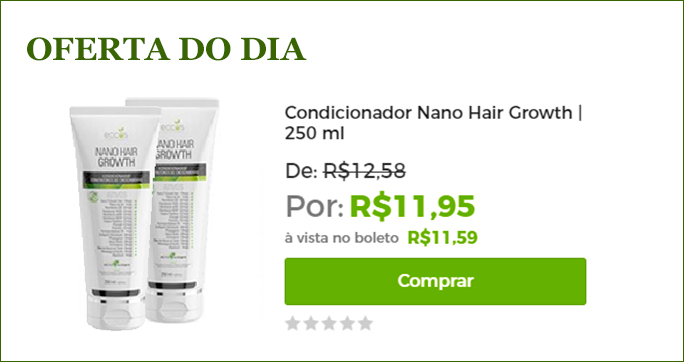 OFERTA DO DIA
Condicionador Nano Hair Growth |
250 ml
De: R$12,58
Por: R$11,95
à vista no boleto R$11,59
Comprar
NANO HAIR
GROWTH
CONDICIONADOR
NANO HAIR
GROWTH